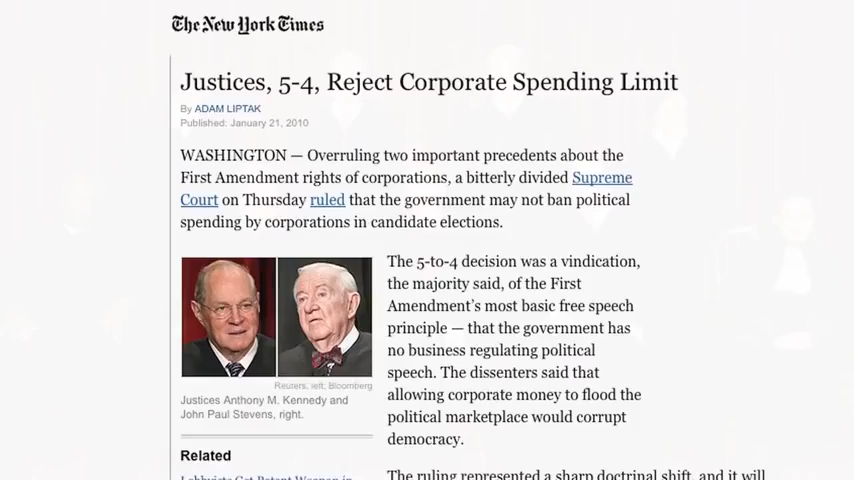 The New York Times
Justices, 5-4, Reject Corporate Spending Limit
By ADAM LIPTAK
Published: January 21, 2010
WASHINGTON — Overruling two important precedents about the
First Amendment rights of corporations, a bitterly divided Supreme
Court on Thursday ruled that the government may not ban political
spending by corporations in candidate elections.
The 5-to-4 decision was a vindication,
the majority said, of the First
Amendment's most basic free speech
principle — that the government has
no business regulating political
speech. The dissenters said that
allowing corporate money to flood the
political marketplace would corrupt
democracy.
Reuters, left; Bloomberg
Justices Anthony M. Kennedy and
John Paul Stevens, right.
Related
Lobbyists Get Potent Weapon in
The ruling represented a sharp doctrinal shift, and it will